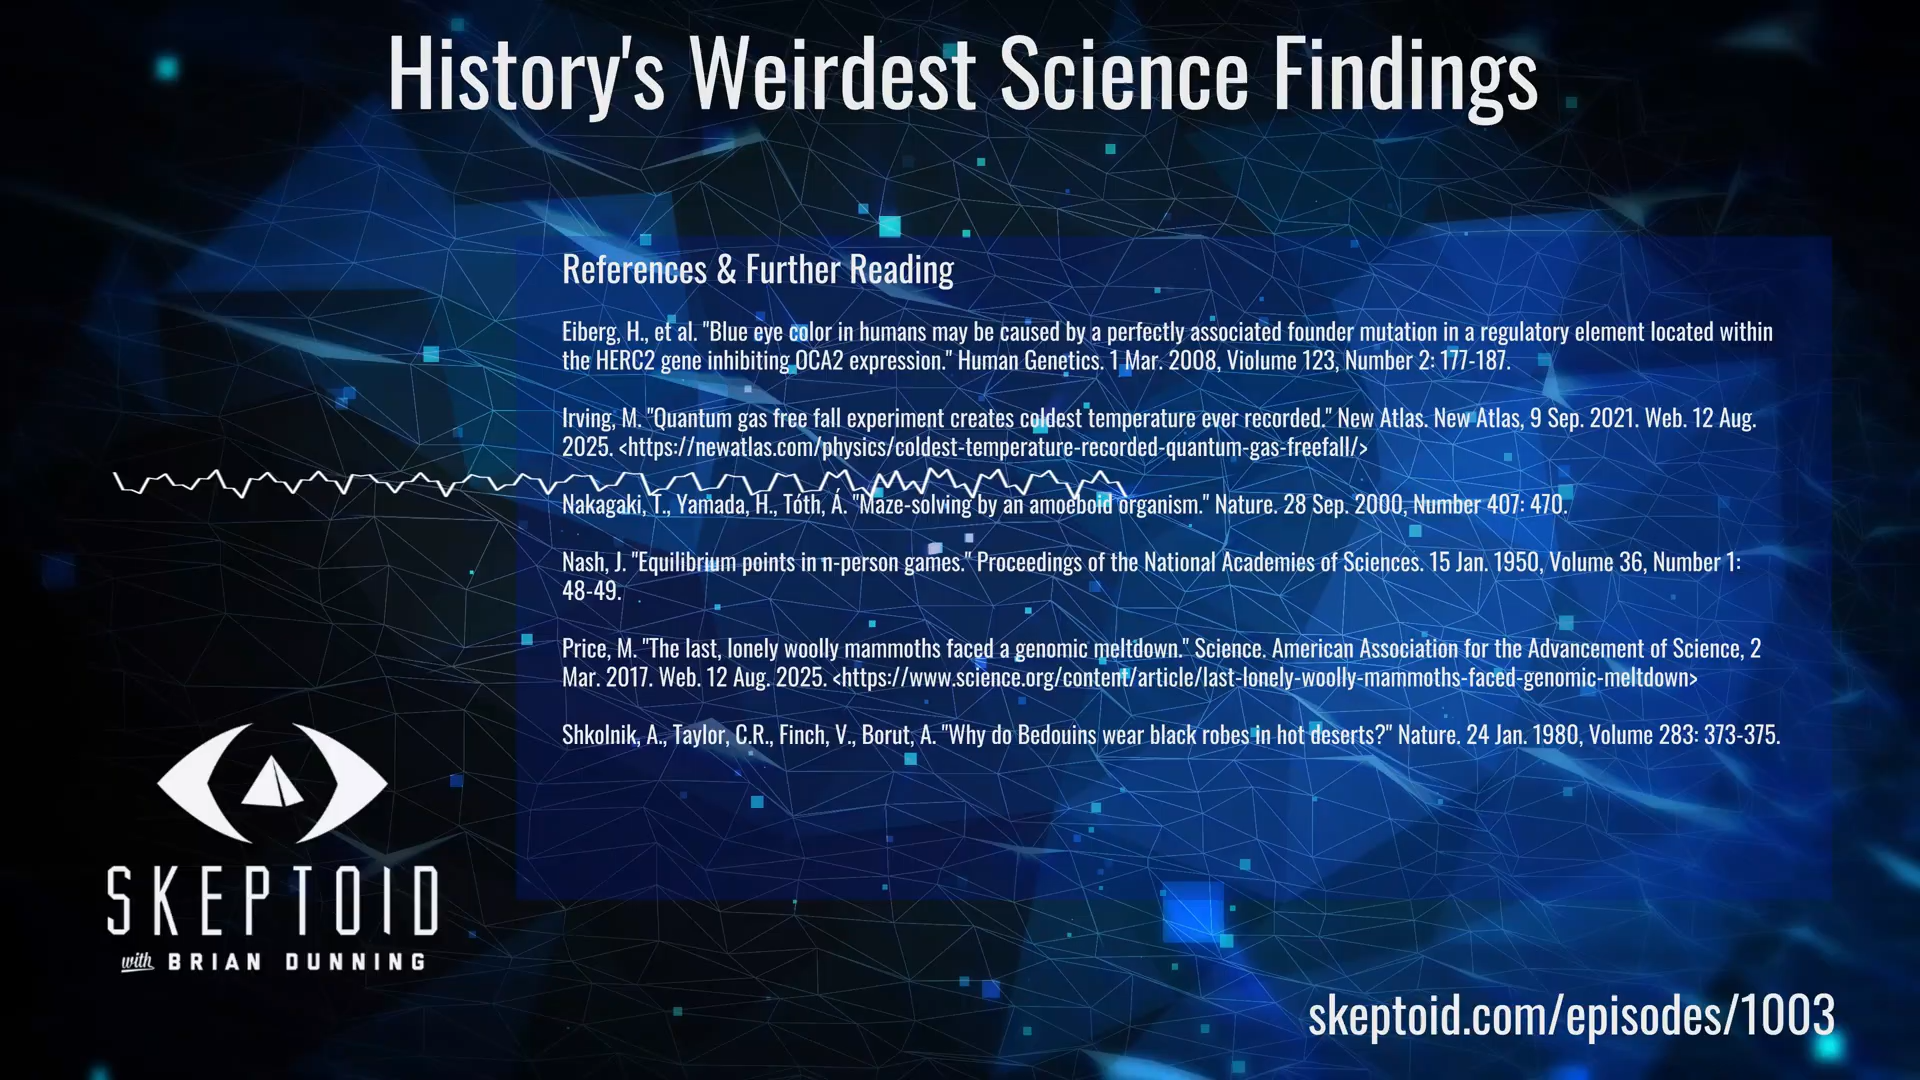 History's Weirdest Science Findings
References & Further Reading
Eiberg, H., et al. "Blue eye color in humans may be caused by a perfectly associated founder mutation in a regulatory element located within
the HERC2 gene inhibiting OCA2 expression." Human Genetics. 1 Mar. 2008, Violume 123, Number 2: 177-187.
Irving, M. "Quantum gas free fall experiment creates coldest temperature ever recorded." New Atlas. New Atlas, 9 Sep. 2021. Web. 12 Aug.
2025. <https://newatlas.com/physics/coldest-temperature-recorded-quantum-gas-freefall/>
Nakagaki, T., Yamada, H., Tóth, Á. "Maze-solving by an amoeboid organism." Nature. 28 Sep. 2000, Number 407: 470.
Nash, J. "Equilibrium points in n-person games." Proceedings of the National Academies of Sciences. 15 Jan. 1950, Volume 36, Number 1:
48-49.
Price, M. "The last, lonely woolly mammoths faced a genomic meltdown." Science. American Association for the Advancement of Science, 2
Mar. 2017. Web. 12 Aug. 2025. <https://www.science.org/content/article/last-lonely-woolly-mammoths-faced-genomic-meltdown>
Shkolnik, A., Taylor, C.R., Finch, V., Borut, A. "Why do Bedouins wear black robes in hot deserts?" Nature. 24 Jan. 1980, Volume 283: 373-375.
SKEPTOID
with BRIAN DUNNING
skeptoid.com/episodes/1003